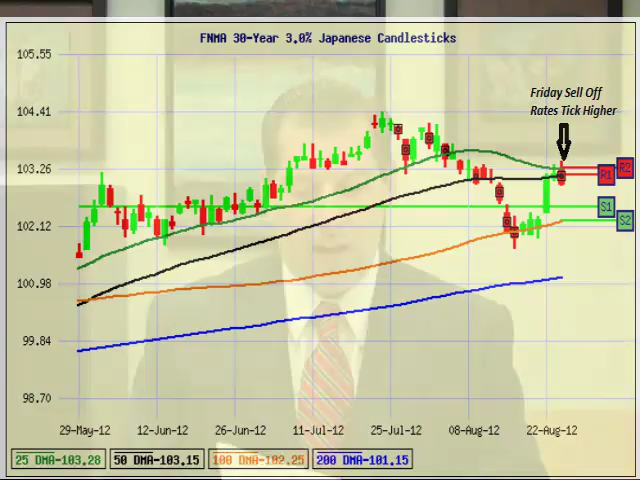 FNMA 30-Year 3.0% Japanese Candlesticks
105.55
104.41
103.26
102.12
100.98
99.84
98.70
Friday Sell Off
Rates Tick Higher
R2
R1
S1
S2
29-May-12 12-Jun-12 26-Jun-12 11-Jul-12 25-Jul-12 08-Aug-12 22-Aug-12
25 DMA-103.28 50 DMA-103.15 100 DMA-102.25 200 DMA-101.15